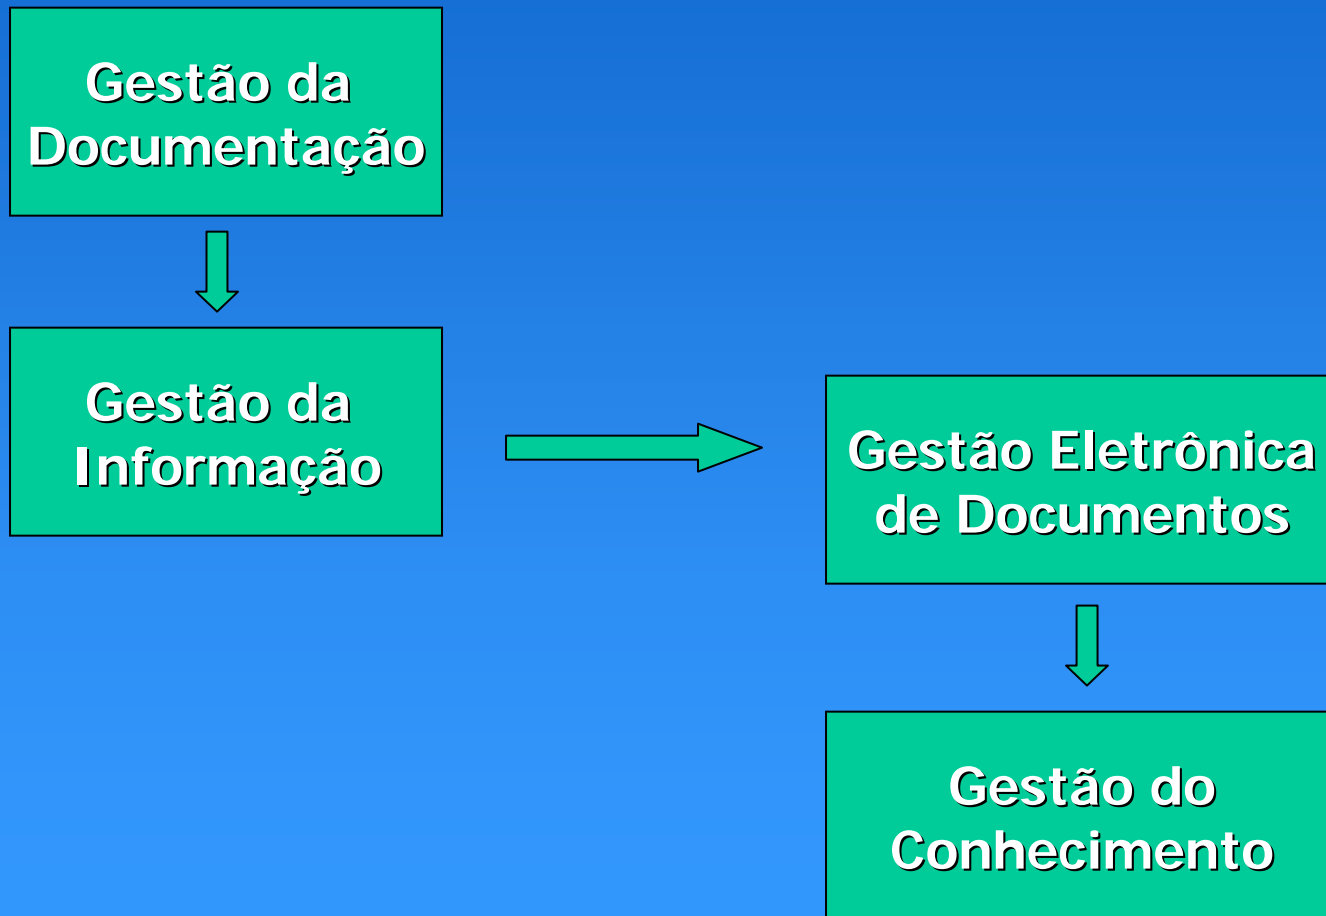 Gestão da
Documentação
Gestão da
Informação
Gestão Eletrônica
de Documentos
Gestão do
Conhecimento